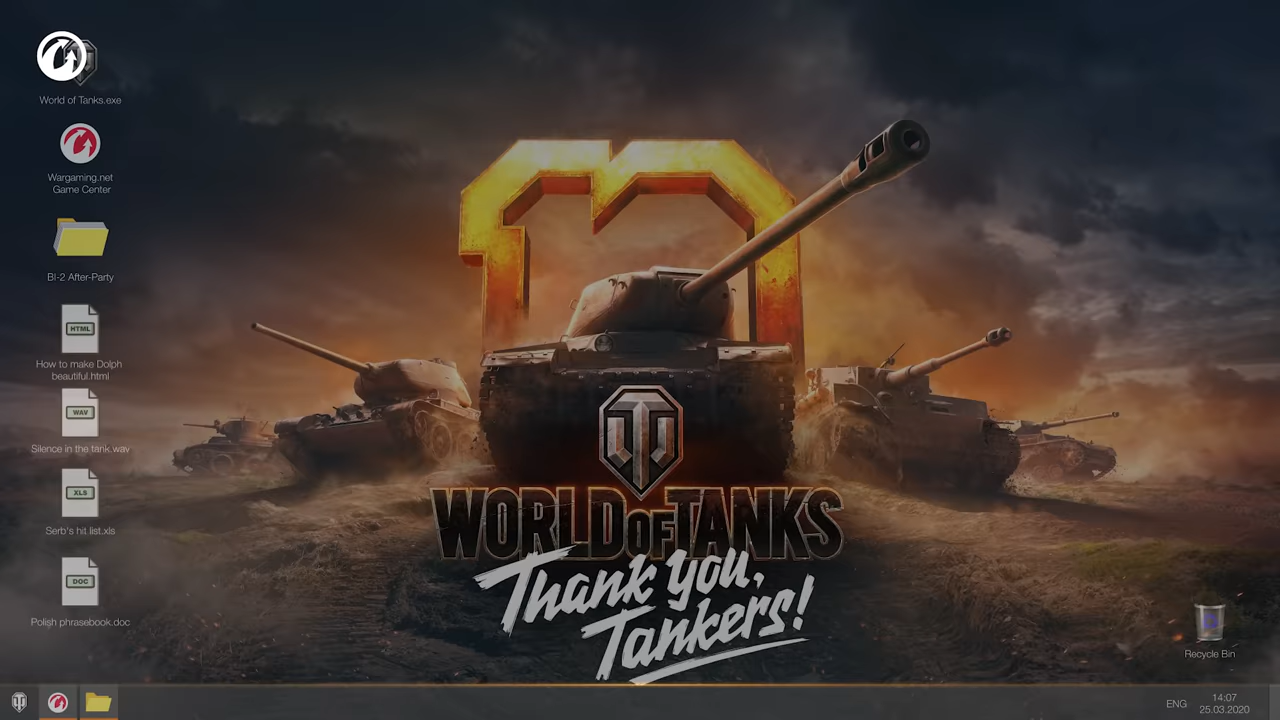 World of Tanks.exe
Wargaming.net
Game Center
BI-2 After-Party
HTML
How to make Dolph
beautiful.html
WAV
Silence in the tank.wav
XLS
Serb's hit list.xls
DOC
Polish phrasebook.doc
10
WORLD OF TANKS
Thank you,
Tankers!
Recycle Bin
ENG
14:07
25.03.2020